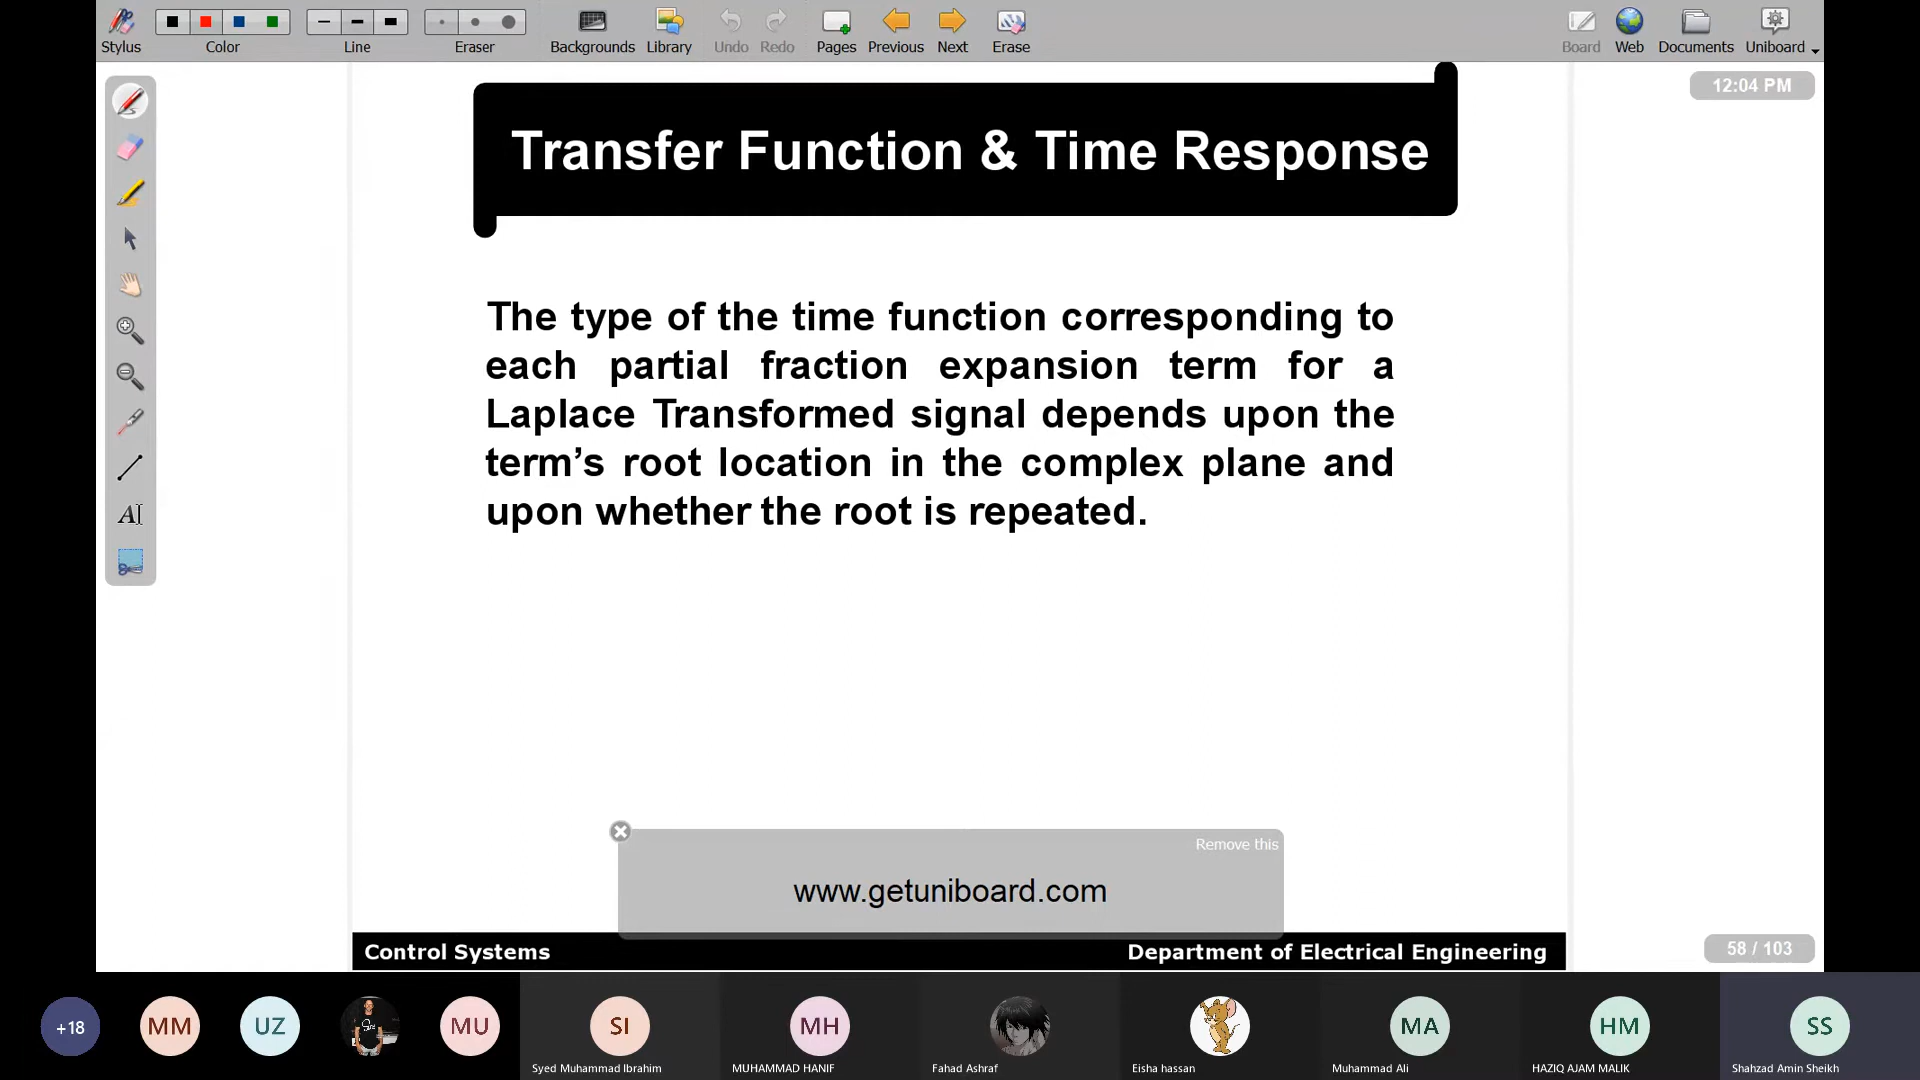 Stylus
Color
Line
Eraser
Backgrounds
Library
Undo
Redo
Pages
Previous
Next
Erase
Board
Web
Documents
Uniboard
12:04 PM
Transfer Function & Time Response
The type of the time function corresponding to
each partial fraction expansion term for a
Laplace Transformed signal depends upon the
term’s root location in the complex plane and
upon whether the root is repeated.
Remove this
www.getuniboard.com
Control Systems
Department of Electrical Engineering
58 / 103
+18
MM
UZ
MU
SI
MH
MA
HM
SS
Syed Muhammad Ibrahim
MUHAMMAD HANIF
Fahad Ashraf
Eisha hassan
Muhammad Ali
HAZIQ AJAM MALIK
Shahzad Amin Sheikh